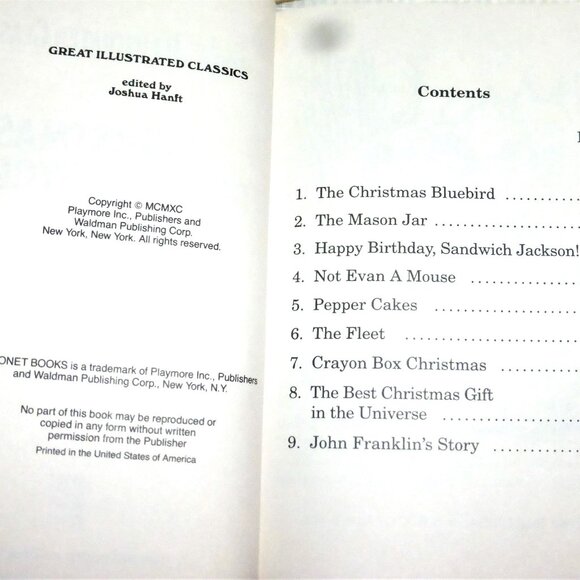 GREAT ILLUSTRATED CLASSICS
edited by
Joshua Hanft
Copyright © MCMXC
Playmore Inc., Publishers and
Waldman Publishing Corp.
New York, New York. All rights reserved.
ONET BOOKS is a trademark of Playmore Inc., Publishers
and Waldman Publishing Corp., New York, N.Y.
No part of this book may be reproduced or
copied in any form without written
permission from the Publisher
Printed in the United States of America
Contents
1. The Christmas Bluebird ............
2. The Mason Jar .....................
3. Happy Birthday, Sandwich Jackson!
4. Not Evan A Mouse ................
5. Pepper Cakes ......................
6. The Fleet ..........................
7. Crayon Box Christmas ............
8. The Best Christmas Gift
in the Universe ....................
9. John Franklin's Story ............